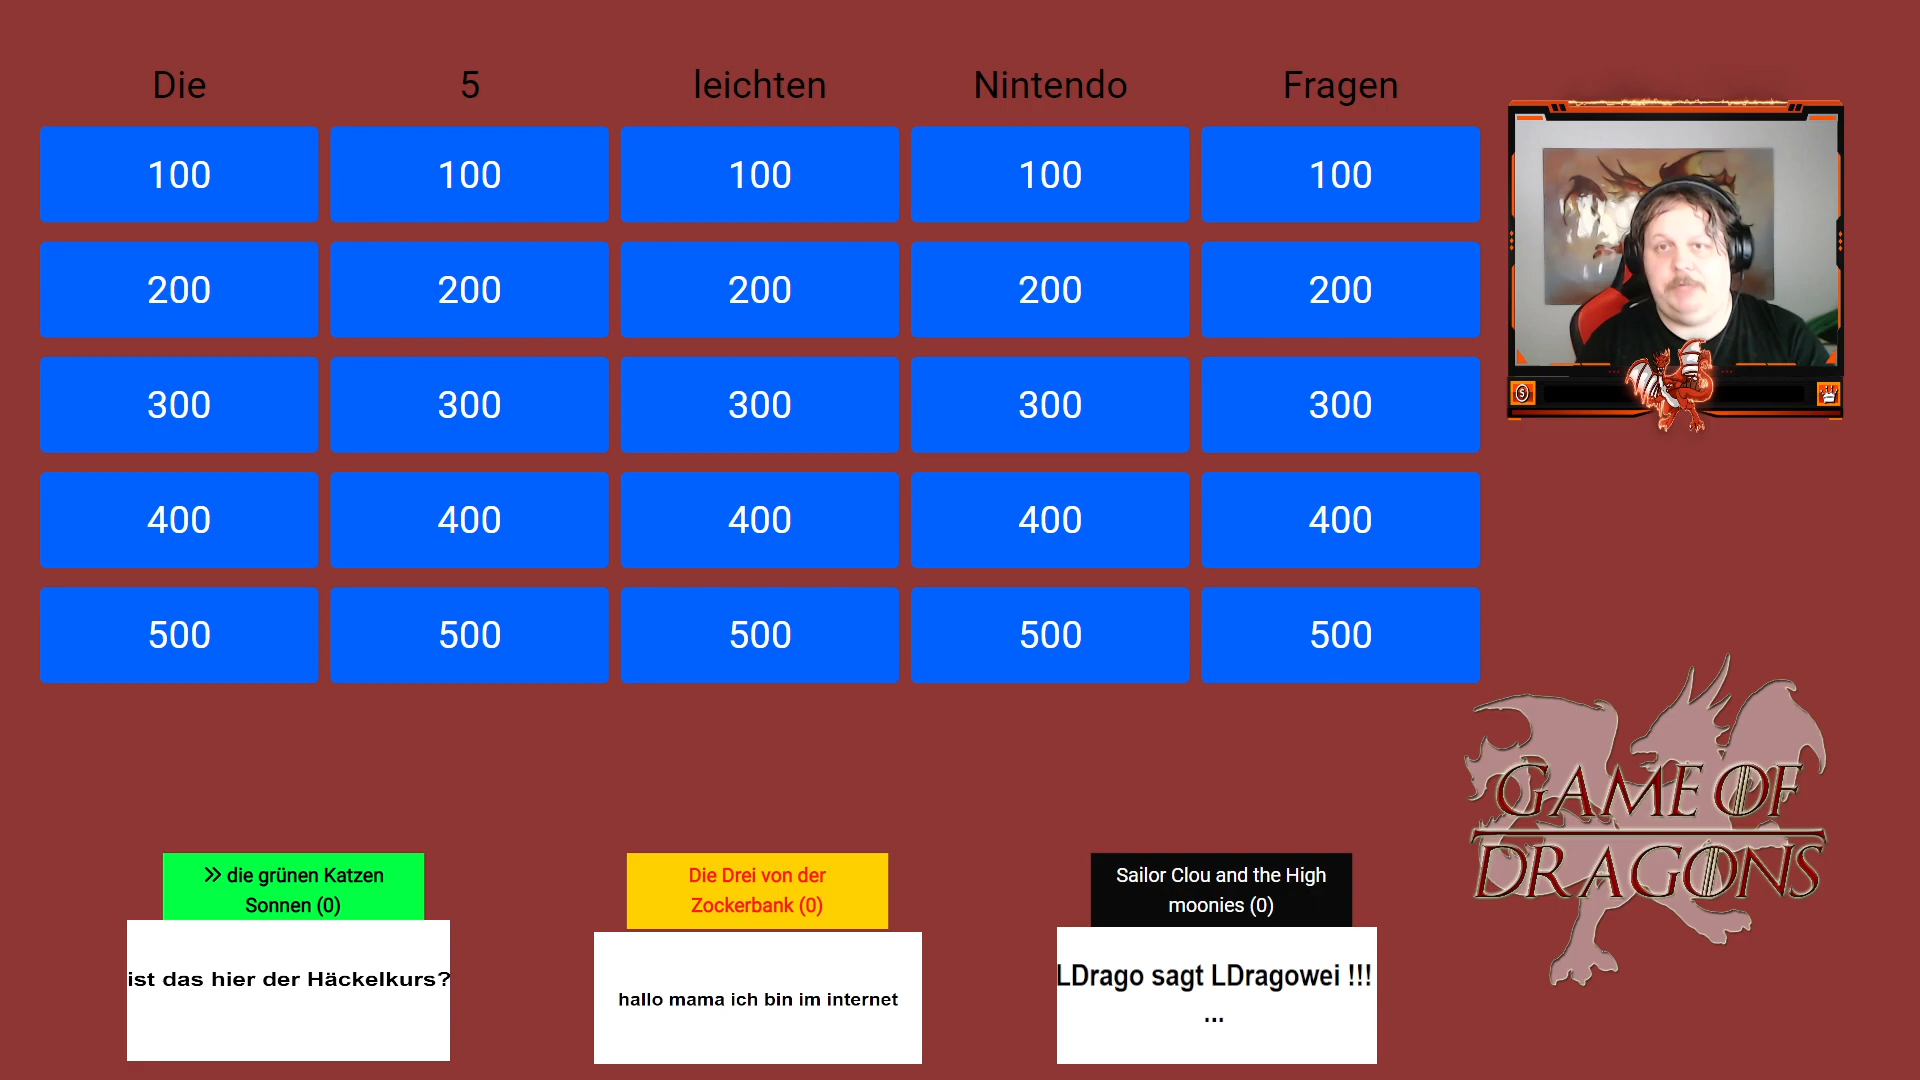 Die 5 leichten Nintendo Fragen
100 100 100 100 100
200 200 200 200 200
300 300 300 300 300
400 400 400 400 400
500 500 500 500 500
GAME OF
DRAGONS
» die grünen Katzen
Sonnen (0)
ist das hier der Häckelkurs?
Die Drei von der
Zockerbank (0)
hallo mama ich bin im internet
Sailor Clou and the High
moonies (0)
LDrago sagt LDragowei !!!
...